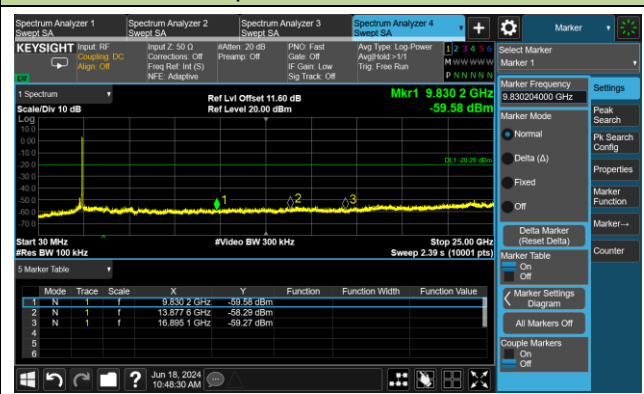 Spectrum Analyzer 1
Swept SA
Spectrum Analyzer 2
Swept SA
Spectrum Analyzer 3
Swept SA
Spectrum Analyzer 4
Swept SA
Marker
KEYSIGHT
Input: RF
Coupling: DC
Align: Off
Input Z: 50 Ω
Corrections: Off
Freq Ref: Int (S)
NFE: Adaptive
#Atten: 20 dB
Preamp: Off
PNO: Fast
Gate: Off
IF Gain: Low
Sig Track: Off
Avg Type: Log-Power
Avg|Hold:>1/1
Trig: Free Run
1 2 3 4 5 6
M W W W W W
P N N N N N
Select Marker
Marker 1
1 Spectrum
Scale/Div 10 dB
Ref Lvl Offset 11.60 dB
Ref Level 20.00 dBm
Mkr1 9.830 2 GHz
-59.58 dBm
Log
10.0
0.00
-10.0
-20.0
-30.0
-40.0
-50.0
-60.0
-70.0
DL1 -20.28 dBm
1
2
3
Start 30 MHz
#Res BW 100 kHz
#Video BW 300 kHz
Stop 25.00 GHz
Sweep 2.39 s (10001 pts)
5 Marker Table
Mode Trace Scale X Y Function Function Width Function Value
1 N 1 f 9.830 2 GHz -59.58 dBm
2 N 1 f 13.877 6 GHz -58.29 dBm
3 N 1 f 16.895 1 GHz -59.27 dBm
4
5
6
Marker Frequency
9.830204000 GHz
Marker Mode
Normal
Delta (Δ)
Fixed
Off
Delta Marker
(Reset Delta)
Marker Table
On
Off
Marker Settings
Diagram
All Markers Off
Couple Markers
On
Off
Settings
Peak
Search
Pk Search
Config
Properties
Marker
Function
Marker→
Counter
?
Jun 18, 2024
10:48:30 AM